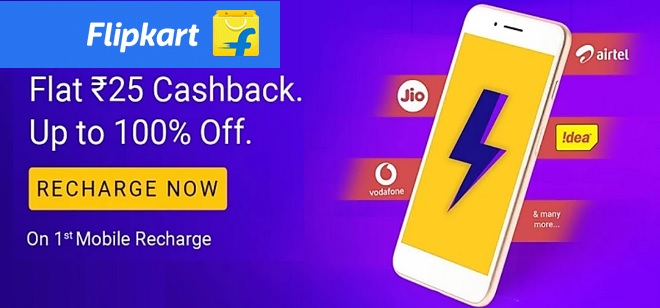 Flipkart
Flat ₹25 Cashback.
Up to 100% Off.
RECHARGE NOW
On 1st Mobile Recharge
airtel
Jio
!dea
vodafone
& many
more...